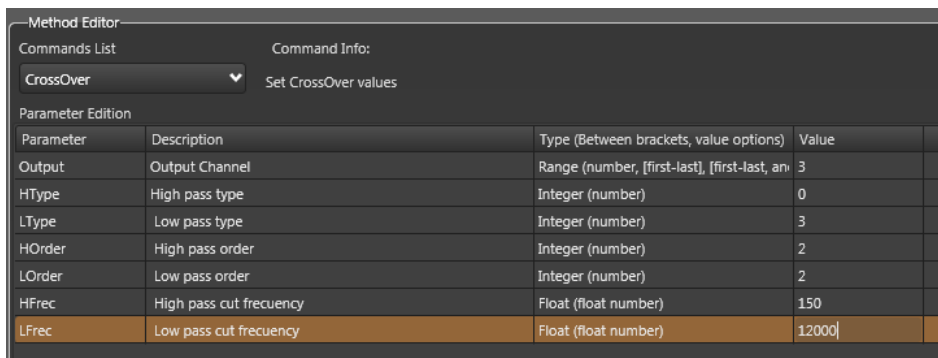 Method Editor
Commands List Command Info:
CrossOver Set CrossOver values
Parameter Edition
Parameter Description Type (Between brackets, value options) Value
Output Output Channel Range (number, [first-last], [first-last, an 3
HType High pass type Integer (number) 0
LType Low pass type Integer (number) 3
HOrder High pass order Integer (number) 2
LOrder Low pass order Integer (number) 2
HFrec High pass cut frecuency Float (float number) 150
LFrec Low pass cut frecuency Float (float number) 12000